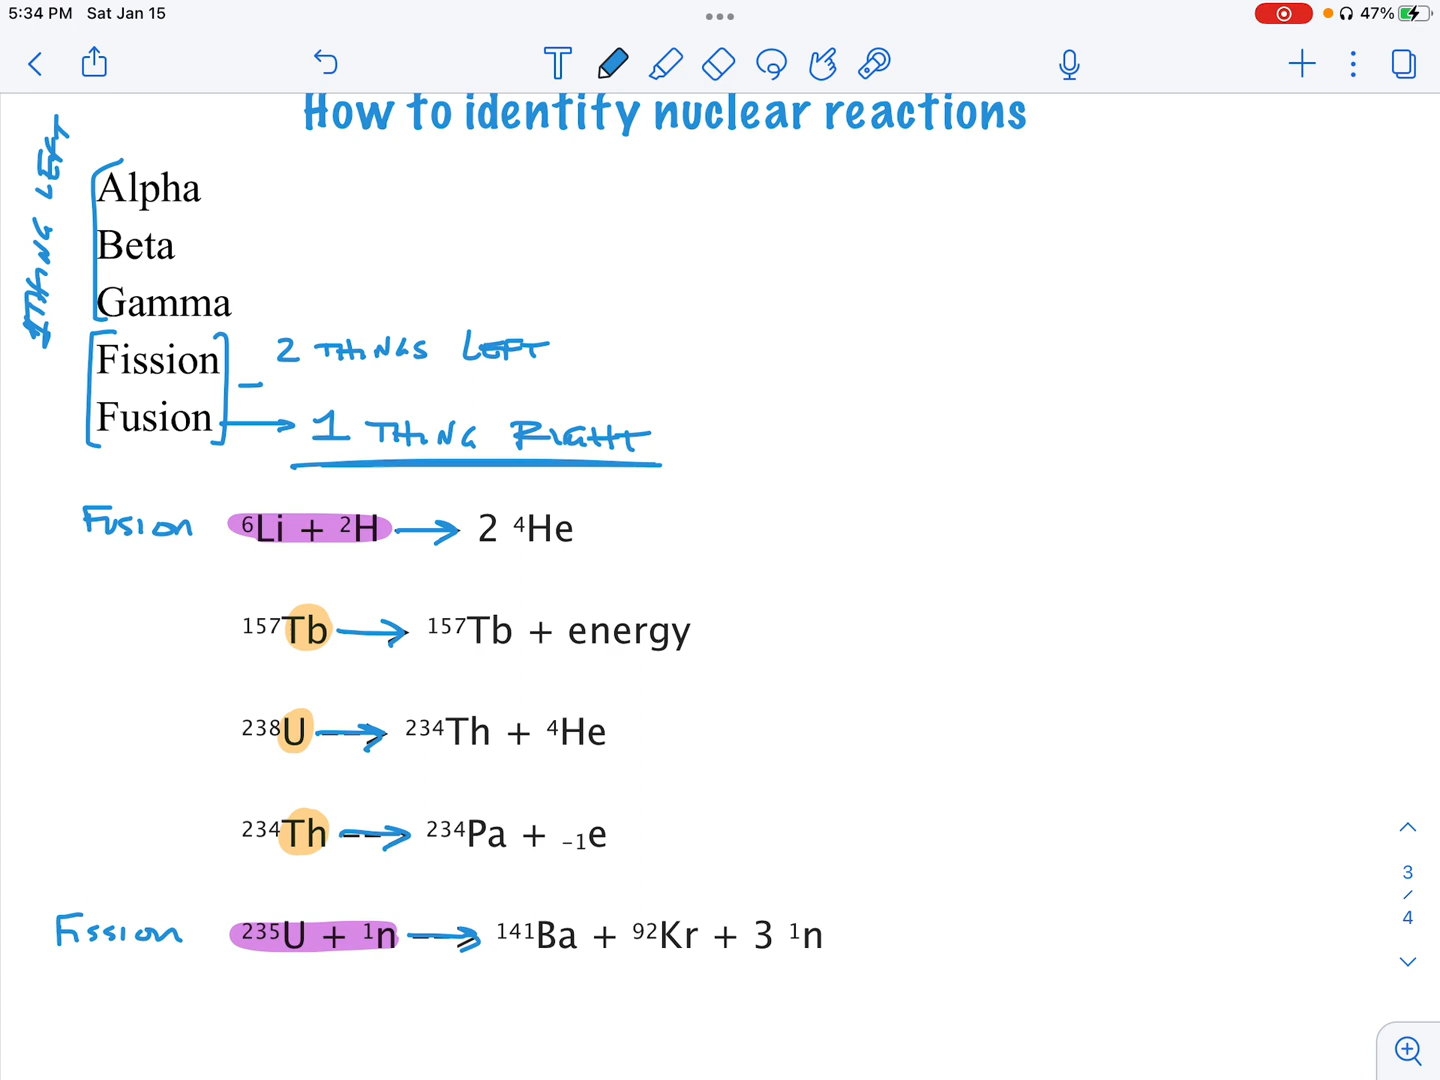 5:34 PM Sat Jan 15
47%
How to identify nuclear reactions
1 THING LEFT
Alpha
Beta
Gamma
Fission
2 THINGS LEFT
Fusion
1 THING RIGHT
Fusion ⁶Li + ²H → 2 ⁴He
¹⁵⁷Tb → ¹⁵⁷Tb + energy
²³⁸U → ²³⁴Th + ⁴He
²³⁴Th → ²³⁴Pa + ₋₁e
Fission ²³⁵U + ¹n → ¹⁴¹Ba + ⁹²Kr + 3 ¹n
3
/
4